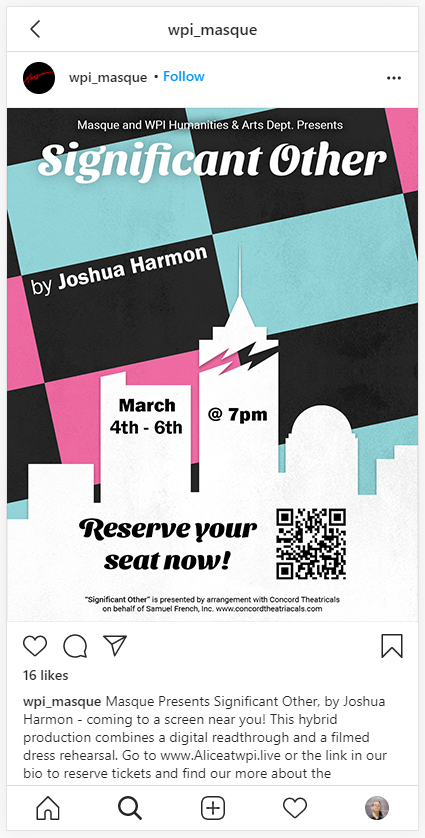 wpi_masque
wpi_masque • Follow
Masque and WPI Humanities & Arts Dept. Presents
Significant Other
by Joshua Harmon
March
4th - 6th
@ 7pm
Reserve your
seat now!
"Significant Other" is presented by arrangement with Concord Theatricals
on behalf of Samuel French, Inc. www.concordtheatriacals.com
16 likes
wpi_masque Masque Presents Significant Other, by Joshua
Harmon - coming to a screen near you! This hybrid
production combines a digital readthrough and a filmed
dress rehearsal. Go to www.Aliceatwpi.live or the link in our
bio to reserve tickets and find our more about the